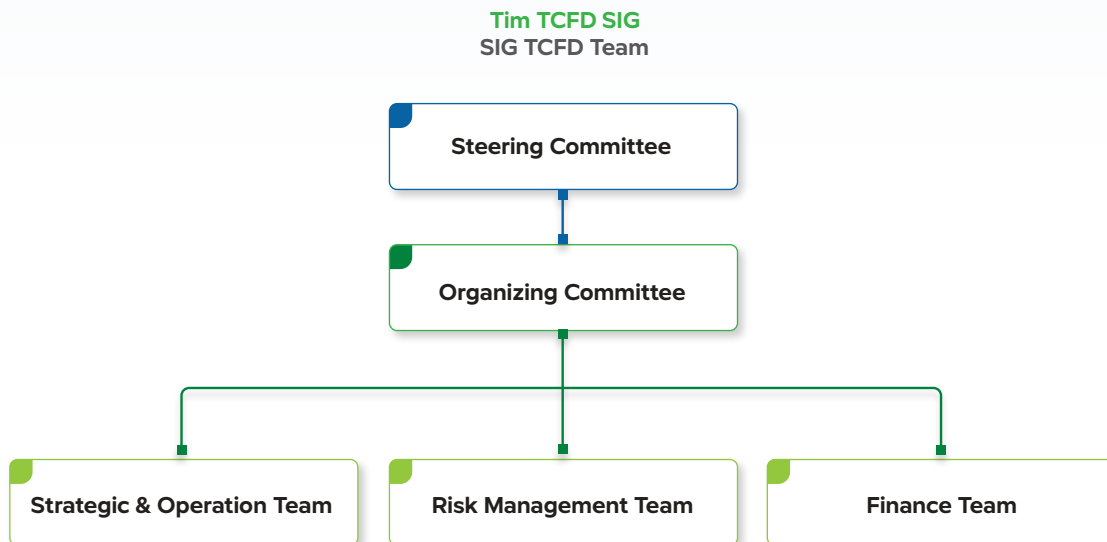 Tim TCFD SIG
SIG TCFD Team
Steering Committee
Organizing Committee
Strategic & Operation Team
Risk Management Team
Finance Team